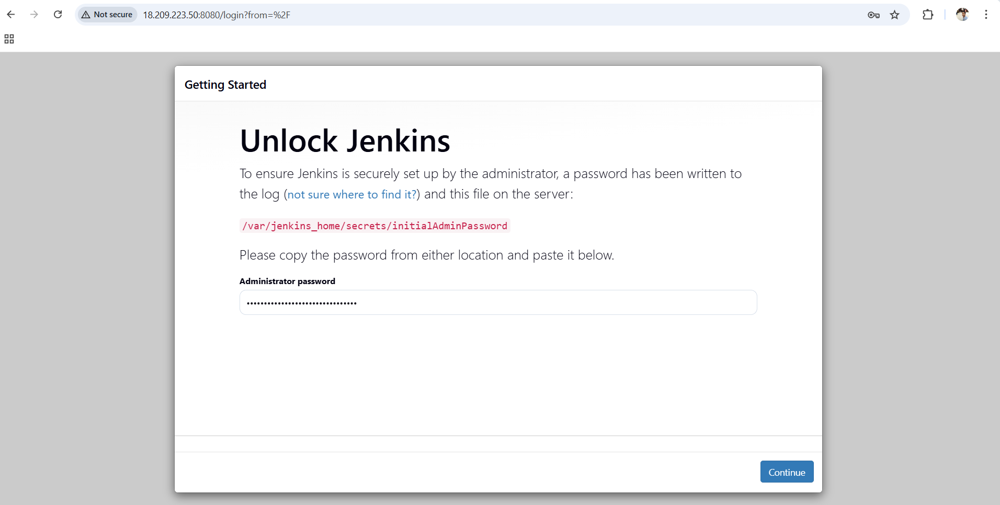 Not secure
18.209.223.50:8080/login?from=%2F
Getting Started
Unlock Jenkins
To ensure Jenkins is securely set up by the administrator, a password has been written to
the log (not sure where to find it?) and this file on the server:
/var/jenkins_home/secrets/initialAdminPassword
Please copy the password from either location and paste it below.
Administrator password
••••••••••••••••••••••••••••••••
Continue